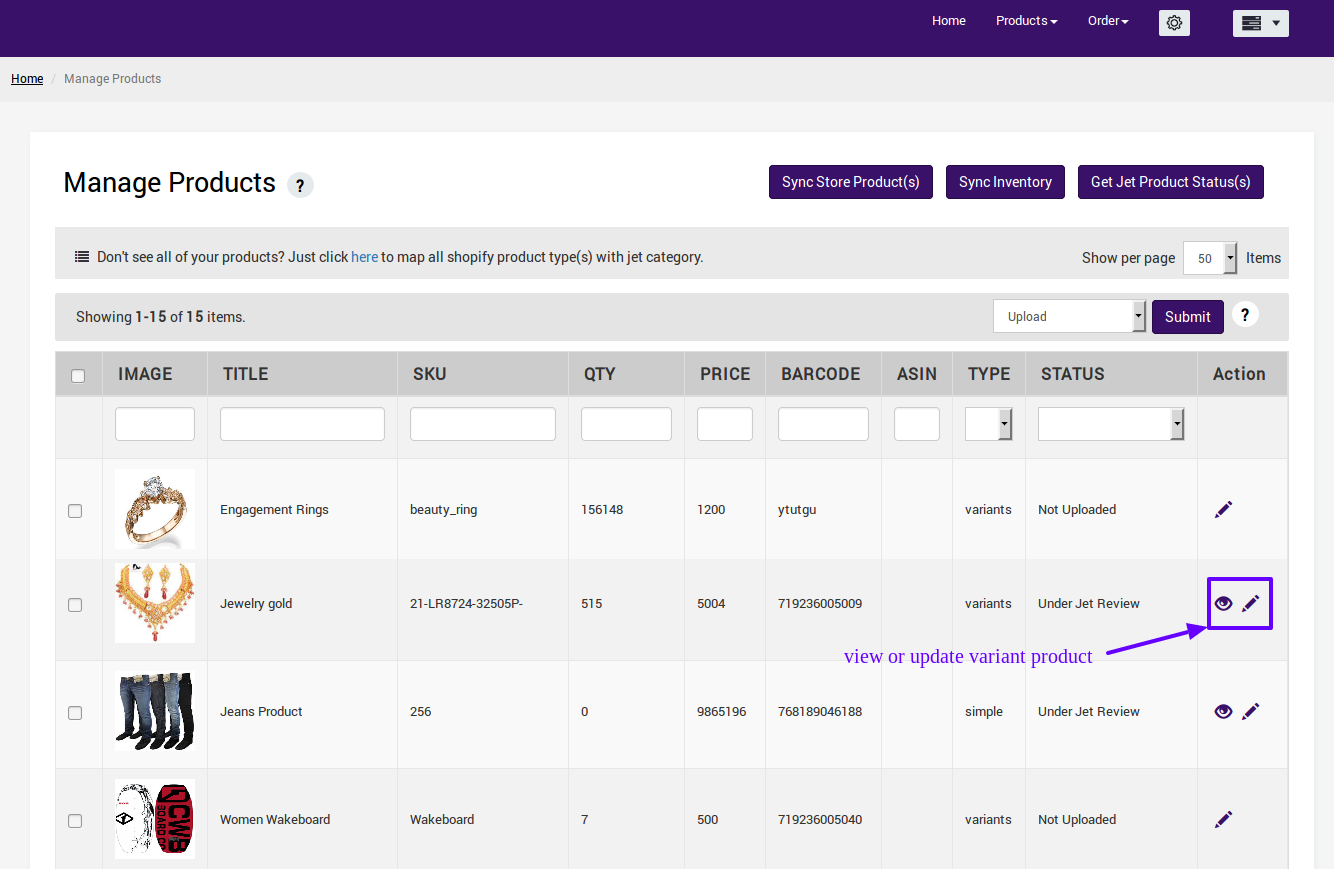 Home Products Order
Home / Manage Products
Manage Products ? Sync Store Product(s) Sync Inventory Get Jet Product Status(s)
Don't see all of your products? Just click here to map all shopify product type(s) with jet category. Show per page 50 Items
Showing 1-15 of 15 items. Upload Submit ?
IMAGE TITLE SKU QTY PRICE BARCODE ASIN TYPE STATUS Action
Engagement Rings beauty_ring 156148 1200 ytutgu variants Not Uploaded
Jewelry gold 21-LR8724-32505P- 515 5004 719236005009 variants Under Jet Review
view or update variant product
Jeans Product 256 0 9865196 768189046188 simple Under Jet Review
CWB
Women Wakeboard Wakeboard 7 500 719236005040 variants Not Uploaded